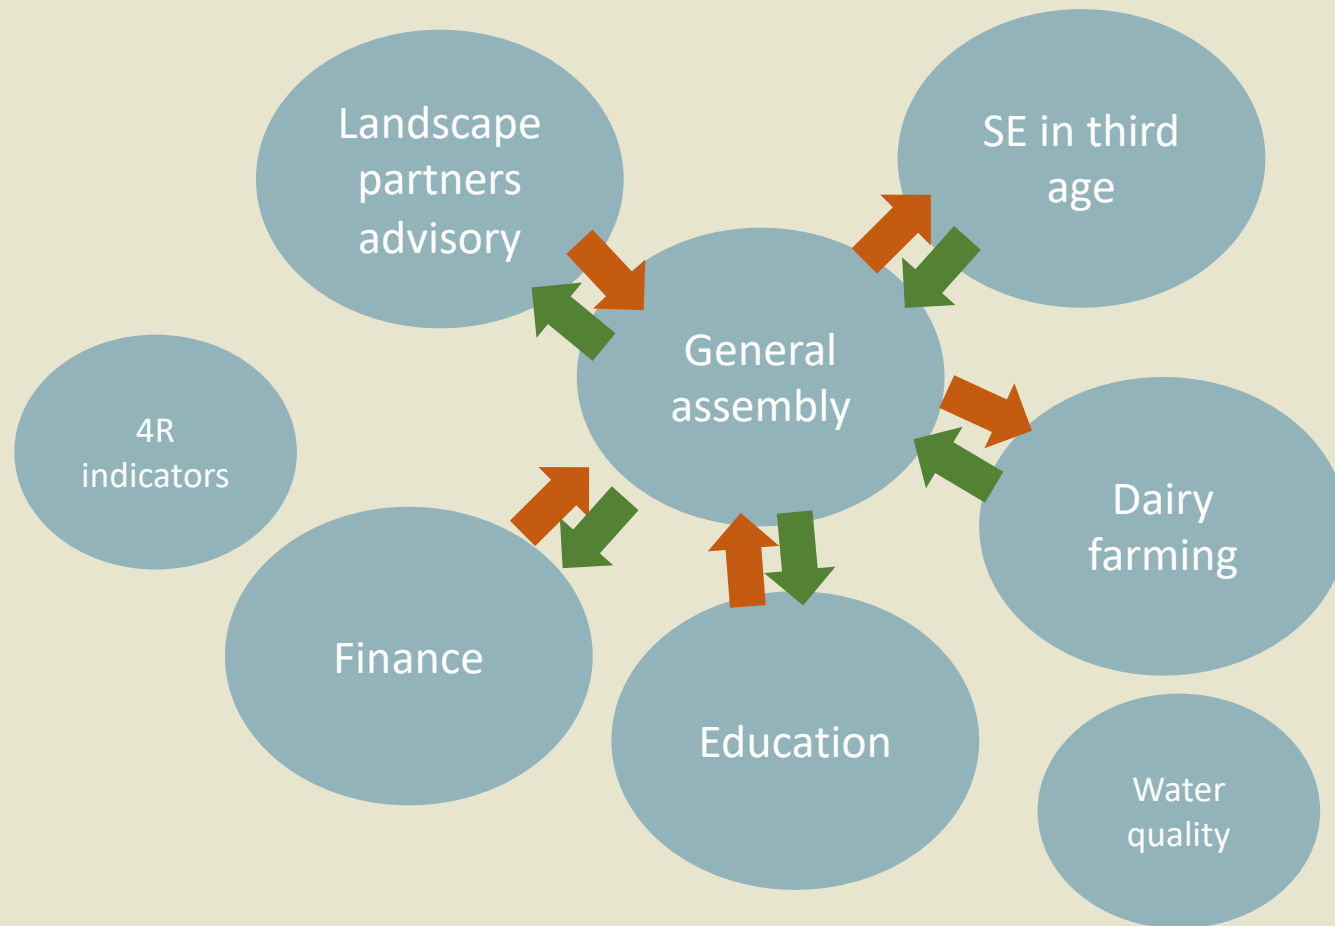 Landscape
partners
advisory
SE in third
age
General
assembly
4R
indicators
Dairy
farming
Finance
Education
Water
quality